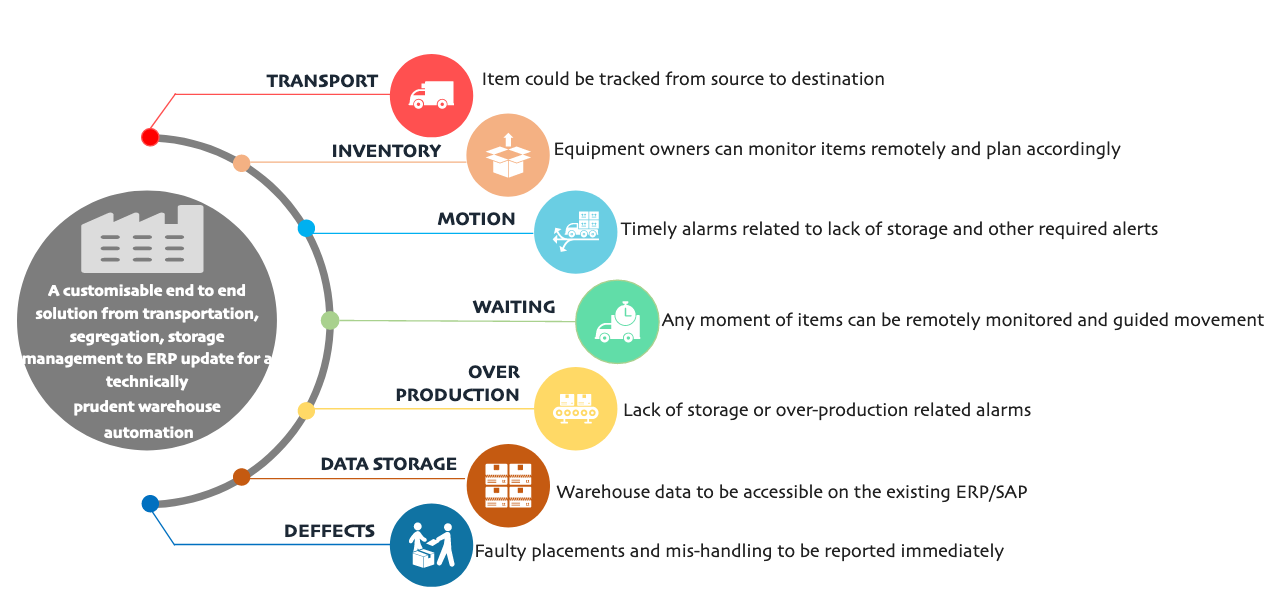 TRANSPORT
Item could be tracked from source to destination
INVENTORY
Equipment owners can monitor items remotely and plan accordingly
MOTION
Timely alarms related to lack of storage and other required alerts
A customisable end to end
solution from transportation,
segregation, storage
management to ERP update for a
technically
prudent warehouse
automation
WAITING
Any moment of items can be remotely monitored and guided movement
OVER
PRODUCTION
Lack of storage or over-production related alarms
DATA STORAGE
Warehouse data to be accessible on the existing ERP/SAP
DEFFECTS
Faulty placements and mis-handling to be reported immediately